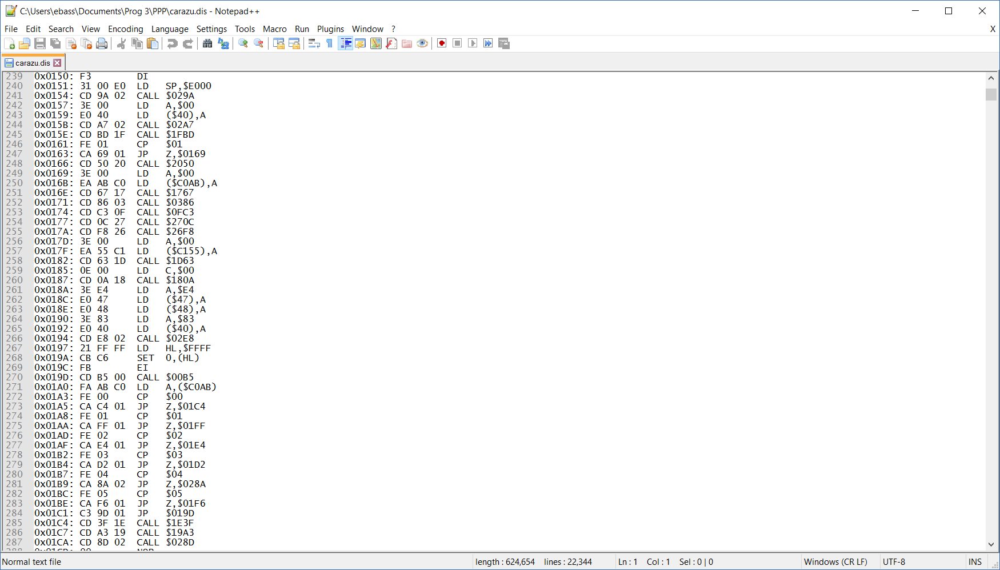 C:\Users\ebass\Documents\Prog 3\PPP\carazu.dis - Notepad++
File Edit Search View Encoding Language Settings Tools Macro Run Plugins Window ? X
carazu.dis
239 0x0150: F3 DI
240 0x0151: 31 00 E0 LD SP,$E000
241 0x0154: CD 9A 02 CALL $029A
242 0x0157: 3E 00 LD A,$00
243 0x0159: E0 40 LD ($40),A
244 0x015B: CD A7 02 CALL $02A7
245 0x015E: CD BD 1F CALL $1FBD
246 0x0161: FE 01 CP $01
247 0x0163: CA 69 01 JP Z,$0169
248 0x0166: CD 50 20 CALL $2050
249 0x0169: 3E 00 LD A,$00
250 0x016B: EA AB C0 LD ($C0AB),A
251 0x016E: CD 67 17 CALL $1767
252 0x0171: CD 86 03 CALL $0386
253 0x0174: CD C3 0F CALL $0FC3
254 0x0177: CD 0C 27 CALL $270C
255 0x017A: CD F8 26 CALL $26F8
256 0x017D: 3E 00 LD A,$00
257 0x017F: EA 55 C1 LD ($C155),A
258 0x0182: CD 63 1D CALL $1D63
259 0x0185: 0E 00 LD C,$00
260 0x0187: CD 0A 18 CALL $180A
261 0x018A: 3E E4 LD A,$E4
262 0x018C: E0 47 LD ($47),A
263 0x018E: E0 48 LD ($48),A
264 0x0190: 3E 83 LD A,$83
265 0x0192: E0 40 LD ($40),A
266 0x0194: CD E8 02 CALL $02E8
267 0x0197: 21 FF FF LD HL,$FFFF
268 0x019A: CB C6 SET 0,(HL)
269 0x019C: FB EI
270 0x019D: CD B5 00 CALL $00B5
271 0x01A0: FA AB C0 LD A,($C0AB)
272 0x01A3: FE 00 CP $00
273 0x01A5: CA C4 01 JP Z,$01C4
274 0x01A8: FE 01 CP $01
275 0x01AA: CA FF 01 JP Z,$01FF
276 0x01AD: FE 02 CP $02
277 0x01AF: CA E4 01 JP Z,$01E4
278 0x01B2: FE 03 CP $03
279 0x01B4: CA D2 01 JP Z,$01D2
280 0x01B7: FE 04 CP $04
281 0x01B9: CA 8A 02 JP Z,$028A
282 0x01BC: FE 05 CP $05
283 0x01BE: CA F6 01 JP Z,$01F6
284 0x01C1: C3 9D 01 JP $019D
285 0x01C4: CD 3F 1E CALL $1E3F
286 0x01C7: CD A3 19 CALL $19A3
287 0x01CA: CD 8D 02 CALL $028D
288 0x01CD: 00 NOP
Normal text file length : 624,654 lines : 22,344 Ln : 1 Col : 1 Sel : 0 | 0 Windows (CR LF) UTF-8 INS